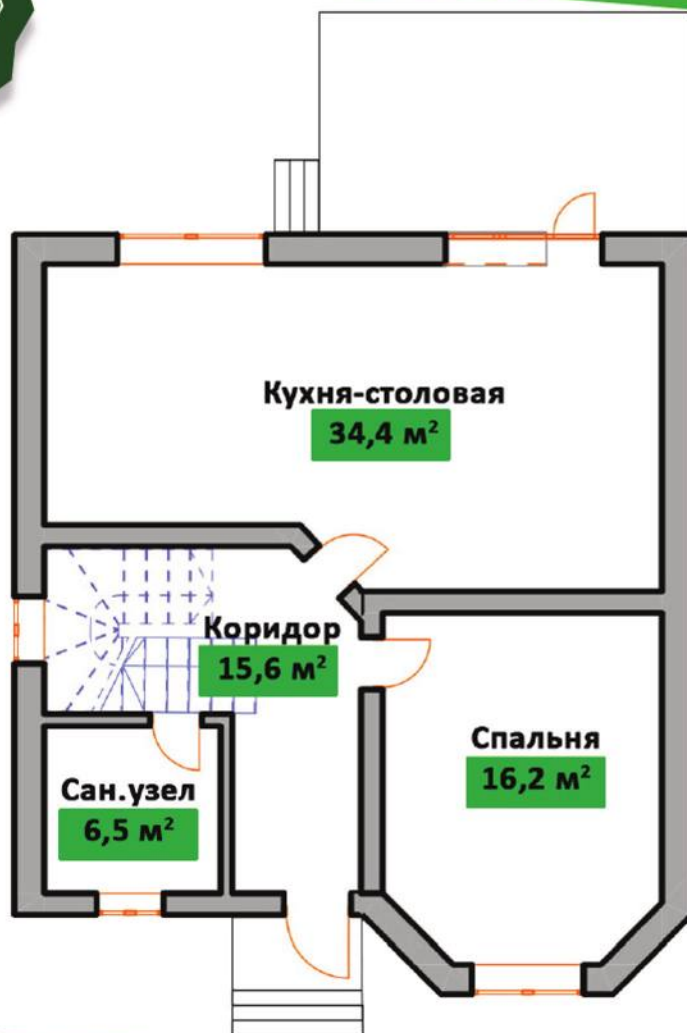 Кухня-столовая
34,4 м²
Коридор
15,6 м²
Спальня
16,2 м²
Сан.узел
6,5 м²